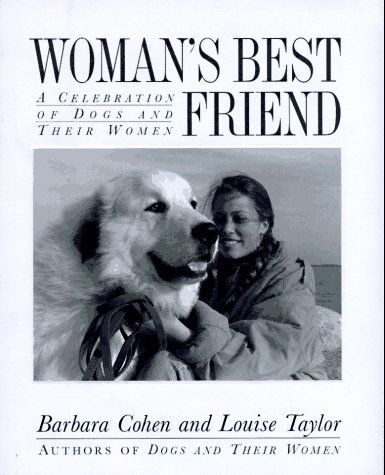 WOMAN'S BEST
A CELEBRATION
OF DOGS AND
THEIR WOMEN
FRIEND
Barbara Cohen and Louise Taylor
AUTHORS OF DOGS AND THEIR WOMEN